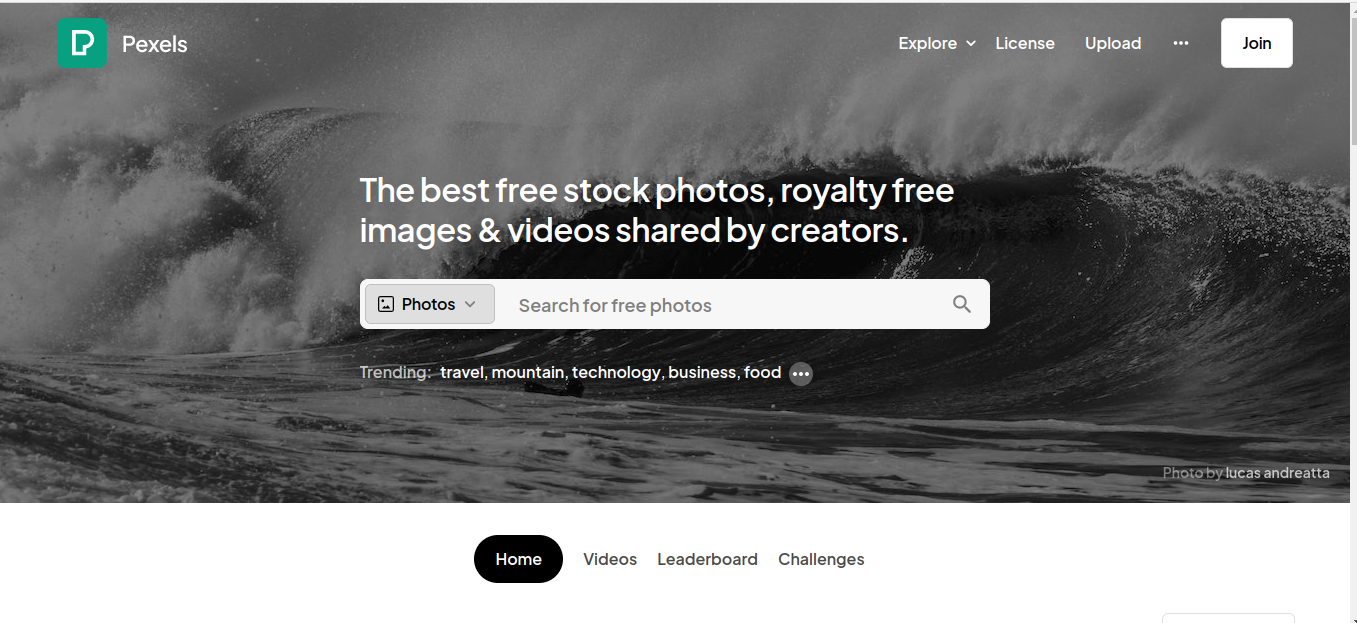 Pexels
Explore
License
Upload
Join
The best free stock photos, royalty free
images & videos shared by creators.
Photos
Search for free photos
Trending: travel, mountain, technology, business, food
Photo by lucas andreatta
Home
Videos
Leaderboard
Challenges